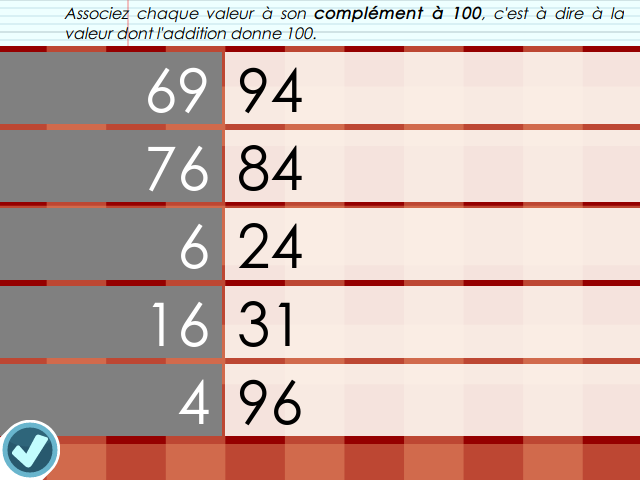 Associez chaque valeur à son complément à 100, c'est à dire à la
valeur dont l'addition donne 100.
69 94
76 84
6 24
16 31
4 96